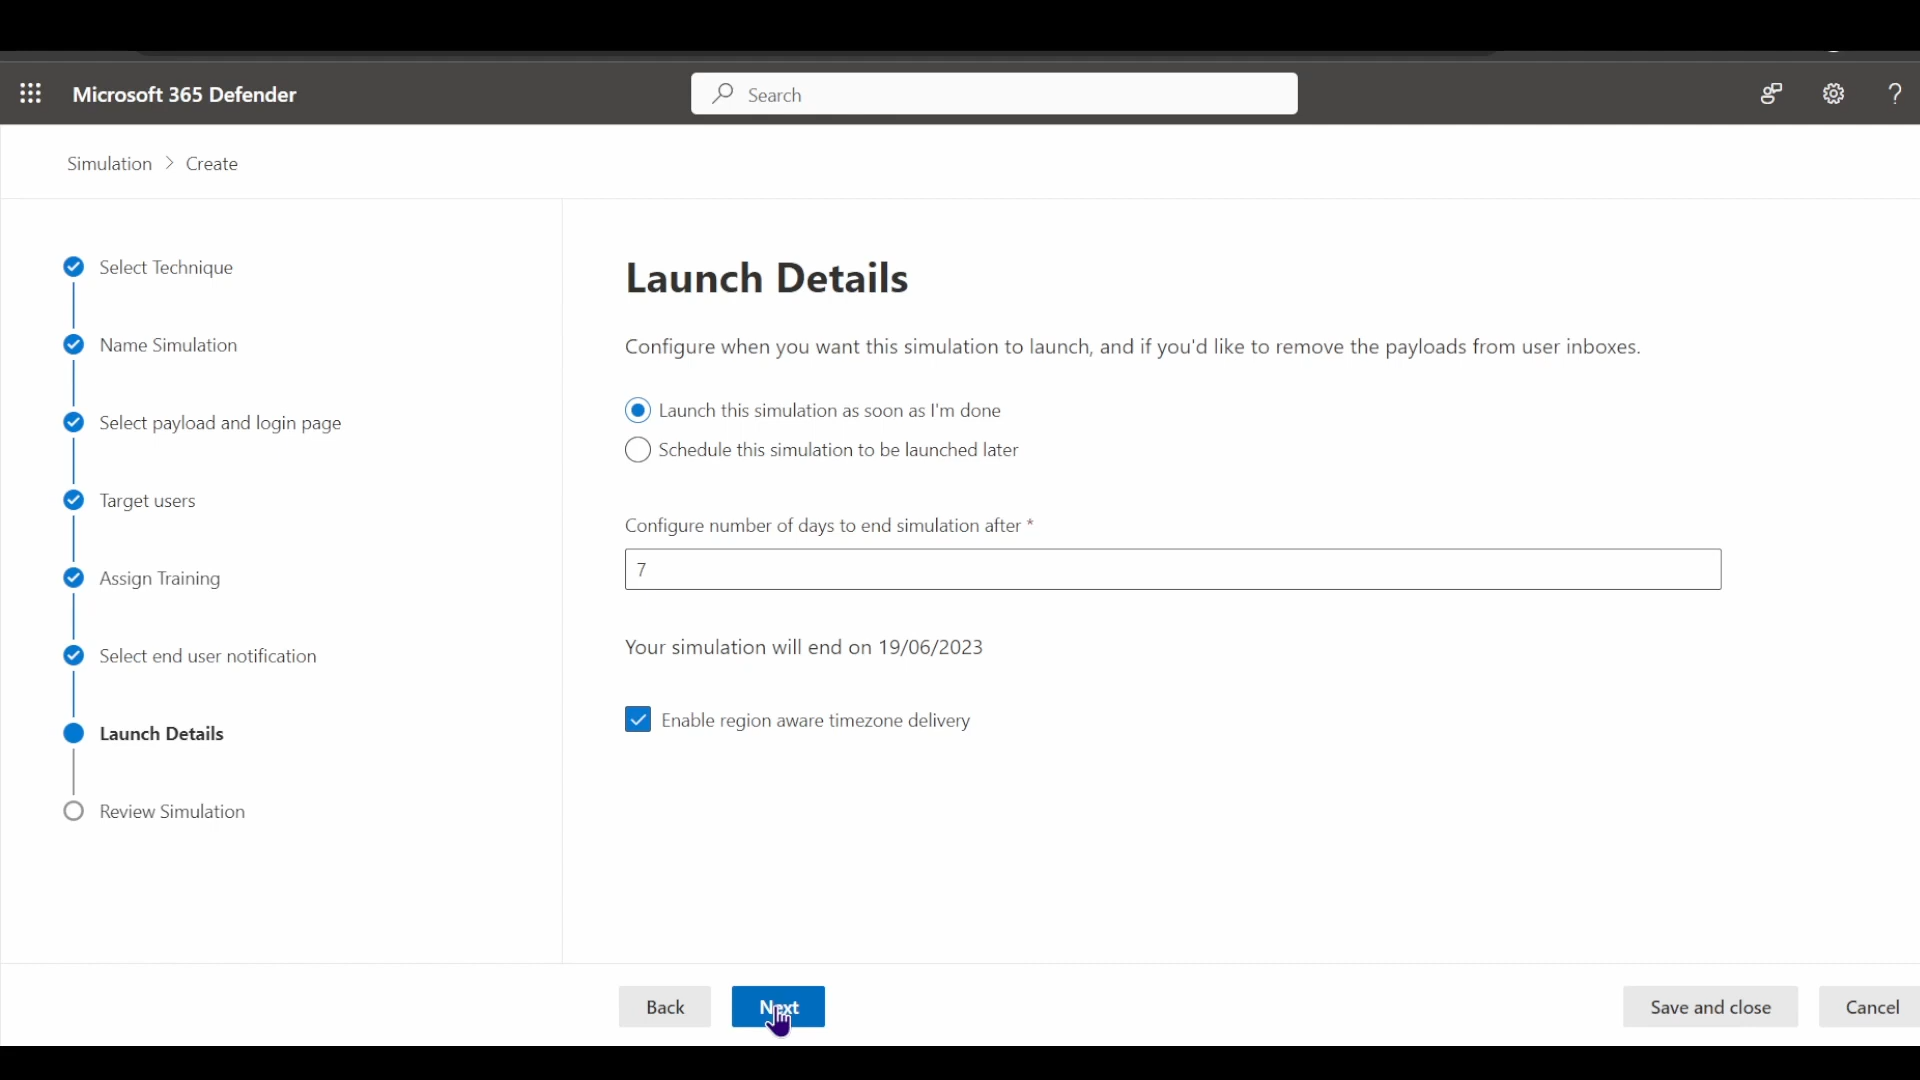 Microsoft 365 Defender
Search
?
Simulation > Create
Select Technique
Name Simulation
Select payload and login page
Target users
Assign Training
Select end user notification
Launch Details
Review Simulation
Launch Details
Configure when you want this simulation to launch, and if you'd like to remove the payloads from user inboxes.
Launch this simulation as soon as I'm done
Schedule this simulation to be launched later
Configure number of days to end simulation after *
7
Your simulation will end on 19/06/2023
Enable region aware timezone delivery
Back
Next
Save and close
Cancel